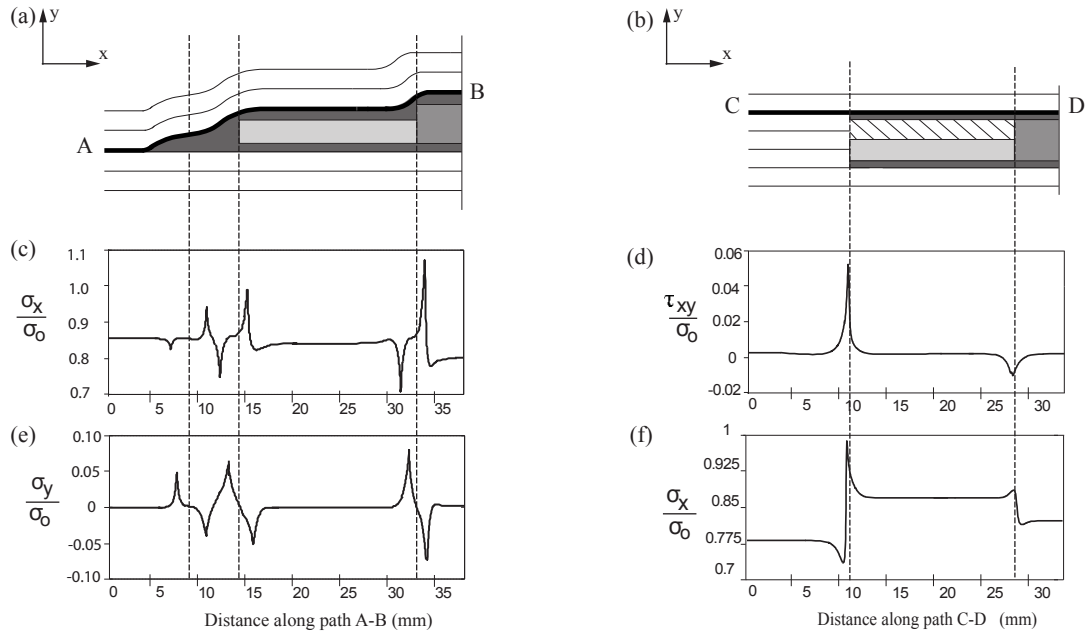 (a)
y
x
A
B
(b)
y
x
C
D
(c)
σx/σo
1.1
1.0
0.9
0.8
0.7
0 5 10 15 20 25 30 35
(d)
τxy/σo
0.06
0.04
0.02
0
-0.02
0 5 10 15 20 25 30
(e)
σy/σo
0.10
0.05
0
-0.05
-0.10
0 5 10 15 20 25 30 35
Distance along path A-B (mm)
(f)
σx/σo
1
0.925
0.85
0.775
0.7
0 5 10 15 20 25 30
Distance along path C-D (mm)